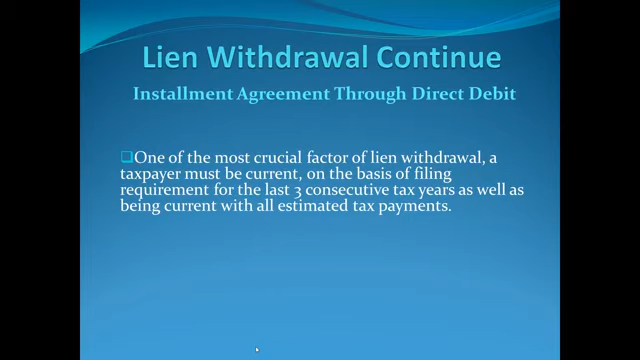 Lien Withdrawal Continue
Installment Agreement Through Direct Debit
One of the most crucial factor of lien withdrawal, a
taxpayer must be current, on the basis of filing
requirement for the last 3 consecutive tax years as well as
being current with all estimated tax payments.